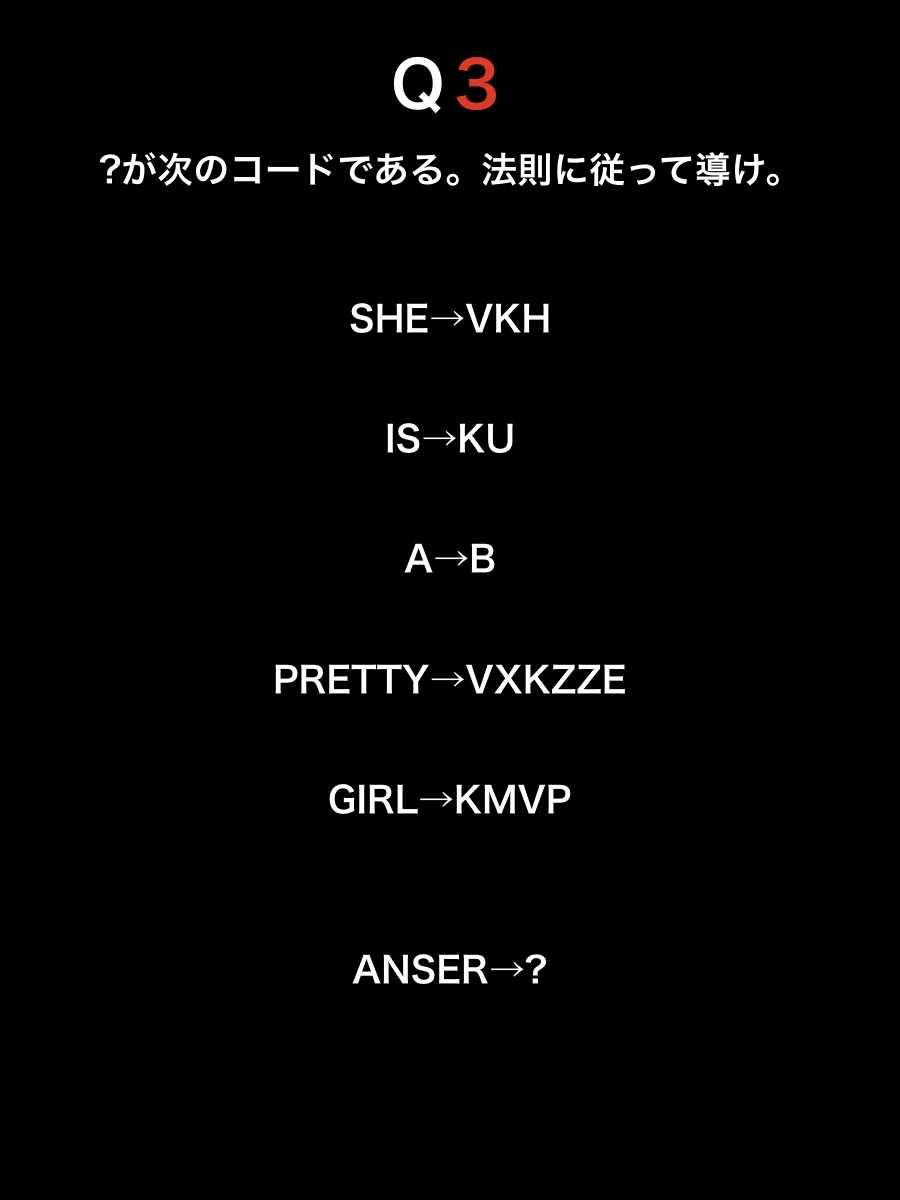 Q3
?が次のコードである。法則に従って導け。
SHE→VKH
IS→KU
A→B
PRETTY→VXKZZE
GIRL→KMVP
ANSER→?